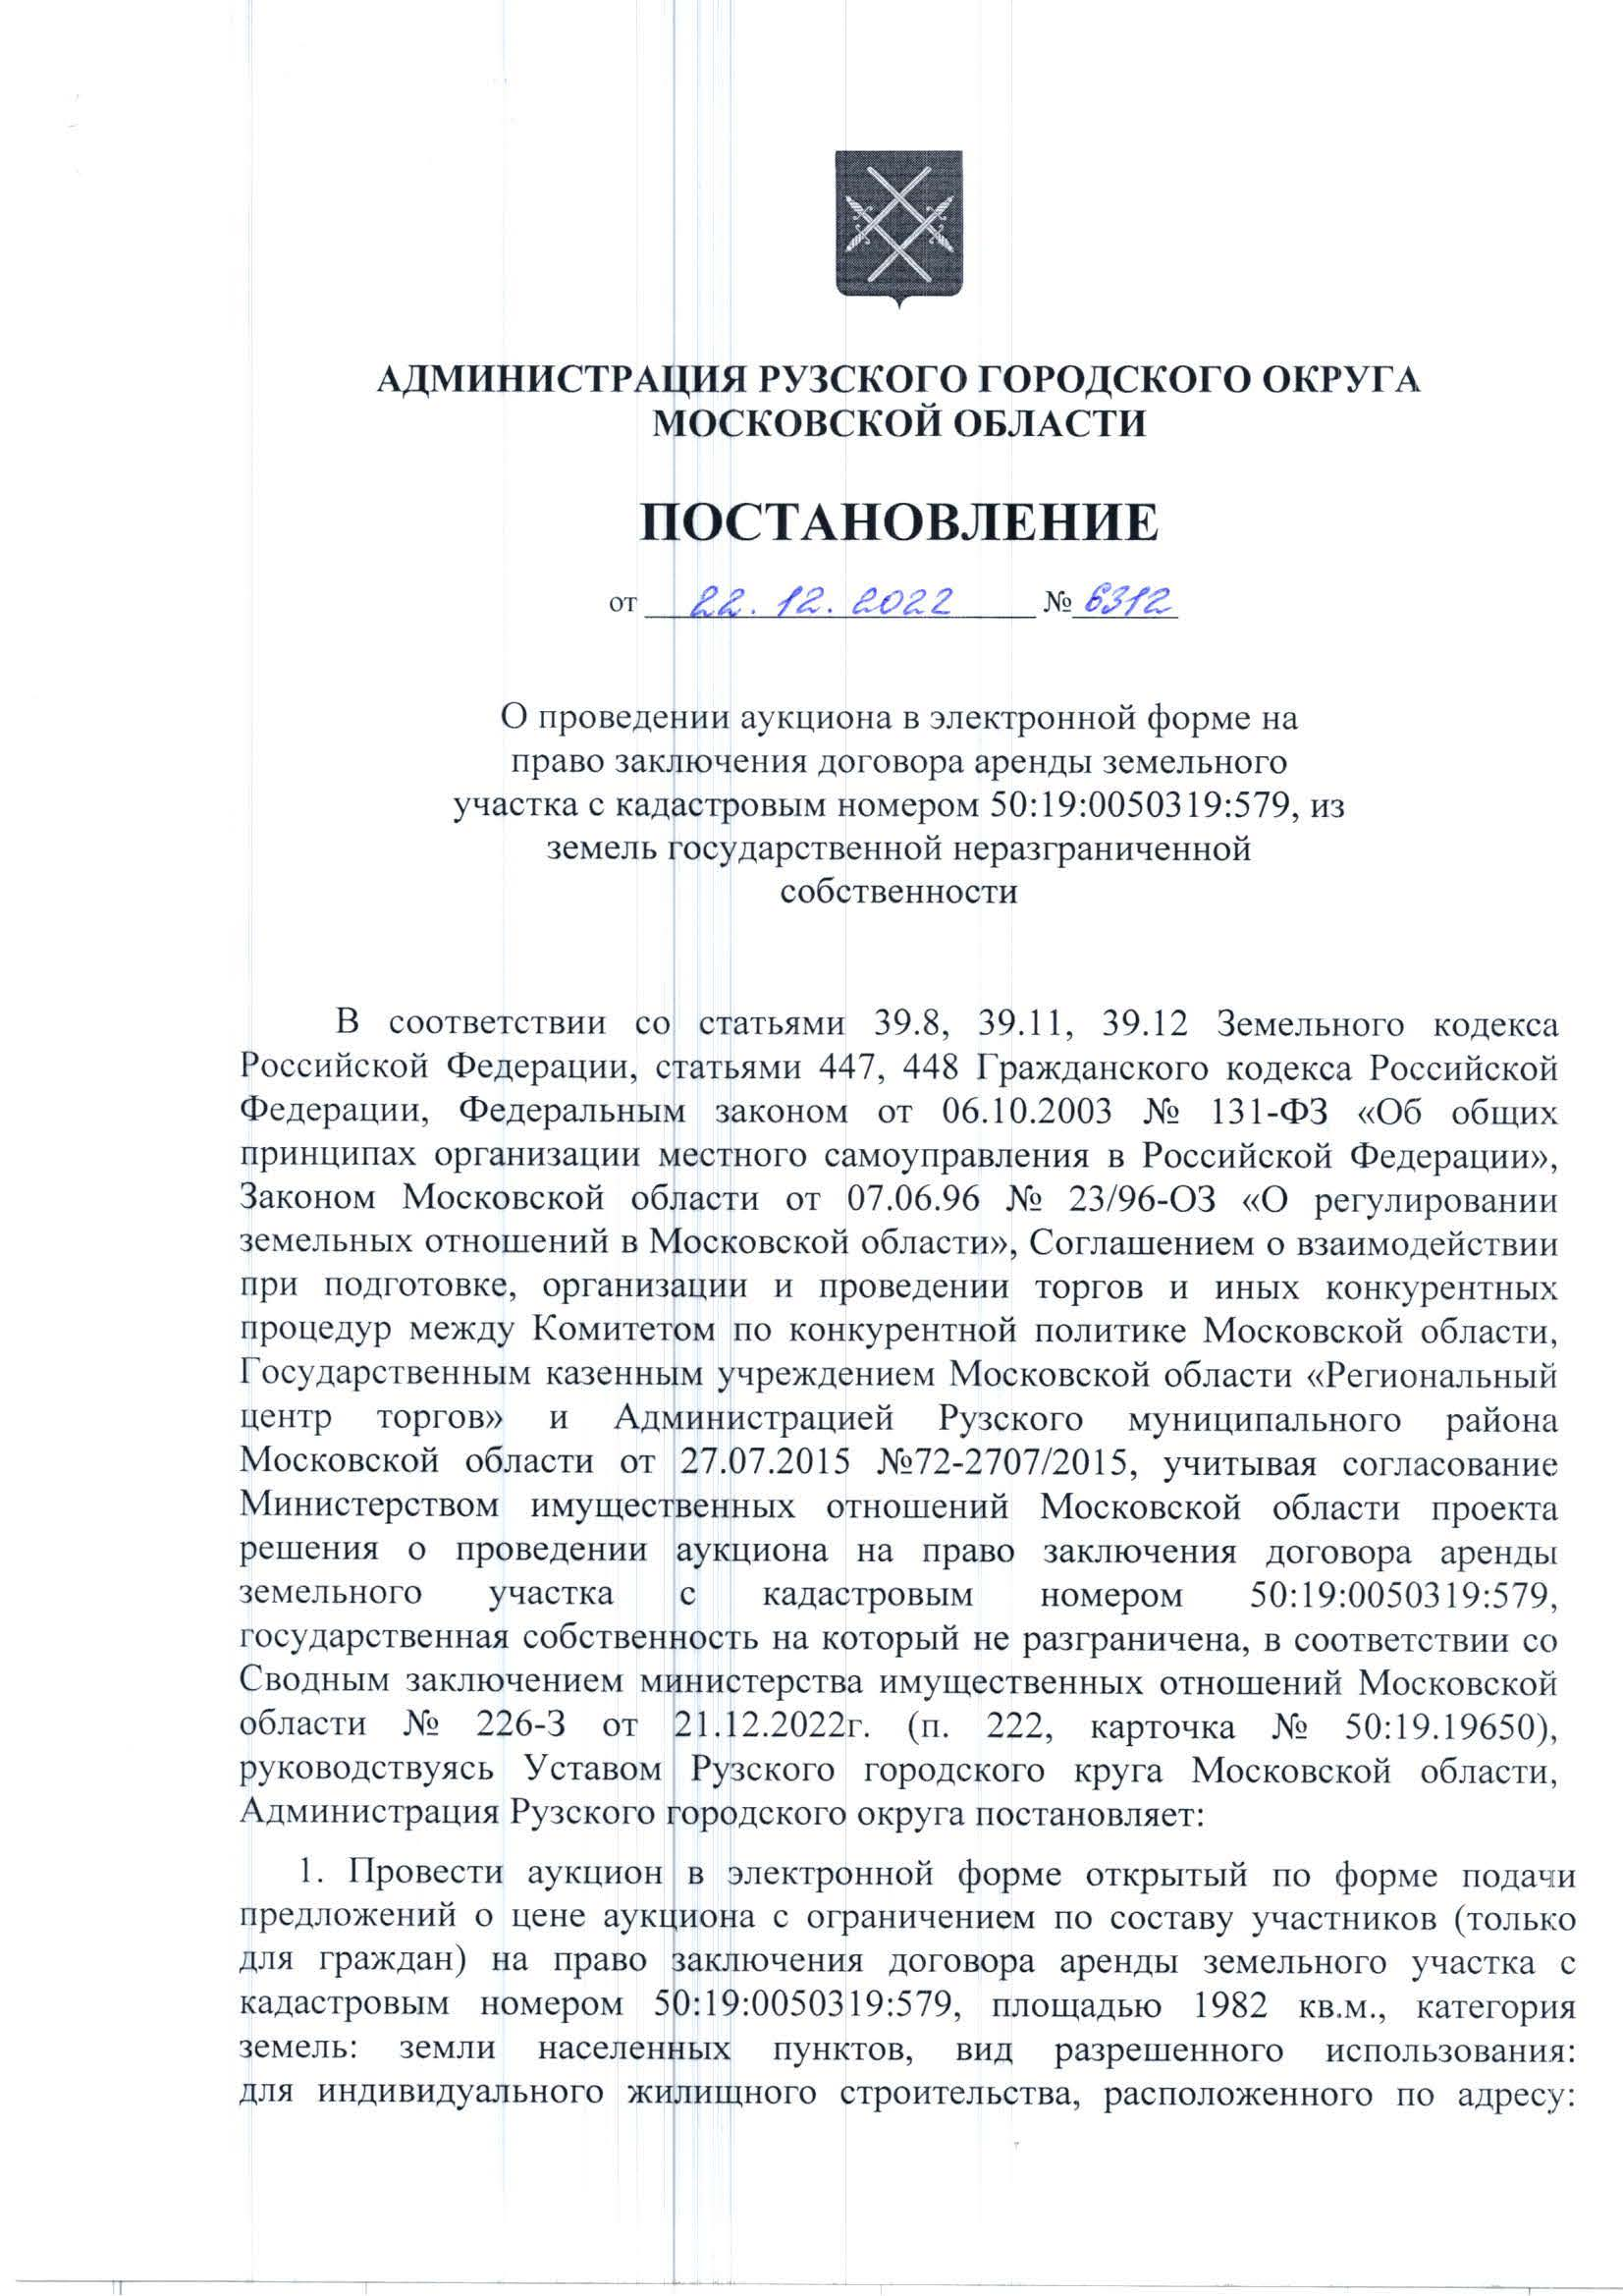 АДМИНИСТРАЦИЯ РУЗСКОГО ГОРОДСКОГО ОКРУГА
МОСКОВСКОЙ ОБЛАСТИ
ПОСТАНОВЛЕНИЕ
от 22.12.2022 № 6312
О проведении аукциона в электронной форме на
право заключения договора аренды земельного
участка с кадастровым номером 50:19:0050319:579, из
земель государственной неразграниченной
собственности
В соответствии со статьями 39.8, 39.11, 39.12 Земельного кодекса
Российской Федерации, статьями 447, 448 Гражданского кодекса Российской
Федерации, Федеральным законом от 06.10.2003 № 131-ФЗ «Об общих
принципах организации местного самоуправления в Российской Федерации»,
Законом Московской области от 07.06.96 № 23/96-ОЗ «О регулировании
земельных отношений в Московской области», Соглашением о взаимодействии
при подготовке, организации и проведении торгов и иных конкурентных
процедур между Комитетом по конкурентной политике Московской области,
Государственным казенным учреждением Московской области «Региональный
центр торгов» и Администрацией Рузского муниципального района
Московской области от 27.07.2015 №72-2707/2015, учитывая согласование
Министерством имущественных отношений Московской области проекта
решения о проведении аукциона на право заключения договора аренды
земельного участка с кадастровым номером 50:19:0050319:579,
государственная собственность на который не разграничена, в соответствии со
Сводным заключением министерства имущественных отношений Московской
области № 226-З от 21.12.2022г. (п. 222, карточка № 50:19.19650),
руководствуясь Уставом Рузского городского круга Московской области,
Администрация Рузского городского округа постановляет:
1. Провести аукцион в электронной форме открытый по форме подачи
предложений о цене аукциона с ограничением по составу участников (только
для граждан) на право заключения договора аренды земельного участка с
кадастровым номером 50:19:0050319:579, площадью 1982 кв.м., категория
земель: земли населенных пунктов, вид разрешенного использования:
для индивидуального жилищного строительства, расположенного по адресу: